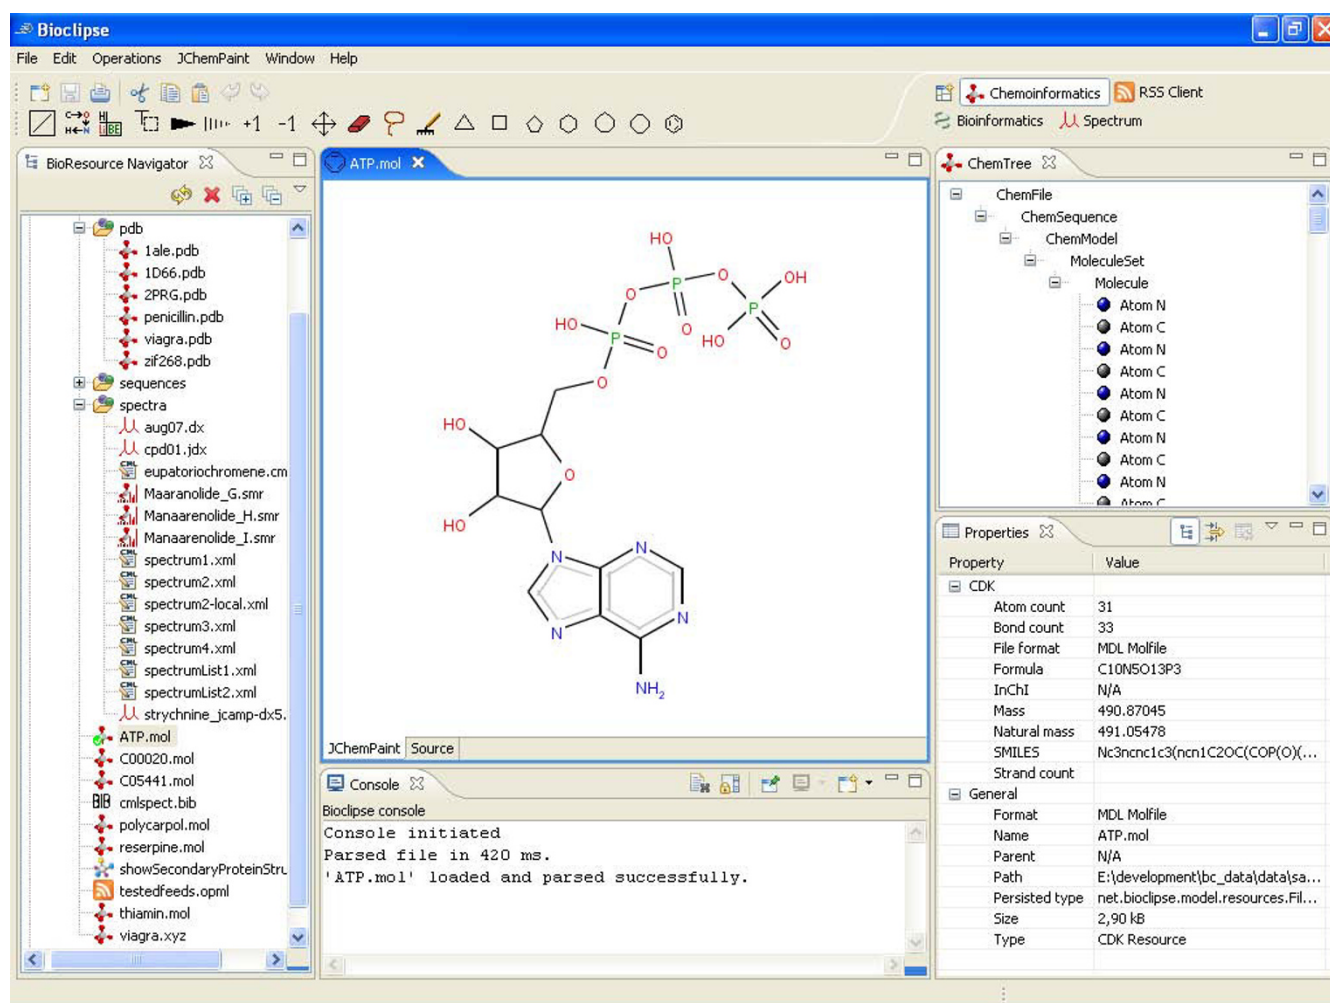 Bioclipse
File Edit Operations JChemPaint Window Help
Chemoinformatics RSS Client
+1 -1
Bioinformatics Spectrum
BioResource Navigator
pdb
1ale.pdb
1D66.pdb
2PRG.pdb
penicillin.pdb
viagra.pdb
zif268.pdb
sequences
spectra
aug07.dx
cpd01.jdx
eupatoriochromene.cm
Maaranolide_G.smr
Manaarenolide_H.smr
Manaarenolide_I.smr
spectrum1.xml
spectrum2.xml
spectrum2-local.xml
spectrum3.xml
spectrum4.xml
spectrumList1.xml
spectrumList2.xml
strychnine_jcamp-dx5.
ATP.mol
C00020.mol
C05441.mol
cmlspect.bib
polycarpol.mol
reserpine.mol
showSecondaryProteinStru
testedfeeds.opml
thiamin.mol
viagra.xyz
ATP.mol
HO
O OH
P
O P
HO O HO O
P
O
O
HO
O
HO
N N
N
N
NH2
JChemPaint Source
Console
Bioclipse console
Console initiated
Parsed file in 420 ms.
'ATP.mol' loaded and parsed successfully.
ChemTree
ChemFile
ChemSequence
ChemModel
MoleculeSet
Molecule
Atom N
Atom C
Atom N
Atom C
Atom N
Atom C
Atom N
Atom C
Atom N
Atom C
Properties
Property Value
CDK
Atom count 31
Bond count 33
File format MDL Molfile
Formula C10N5O13P3
InChI N/A
Mass 490.87045
Natural mass 491.05478
SMILES Nc3ncnc1c3(ncn1C2OC(COP(O)(...
Strand count
General
Format MDL Molfile
Name ATP.mol
Parent N/A
Path E:\development\bc_data\data\sa...
Persisted type net.bioclipse.model.resources.Fil...
Size 2,90 kB
Type CDK Resource